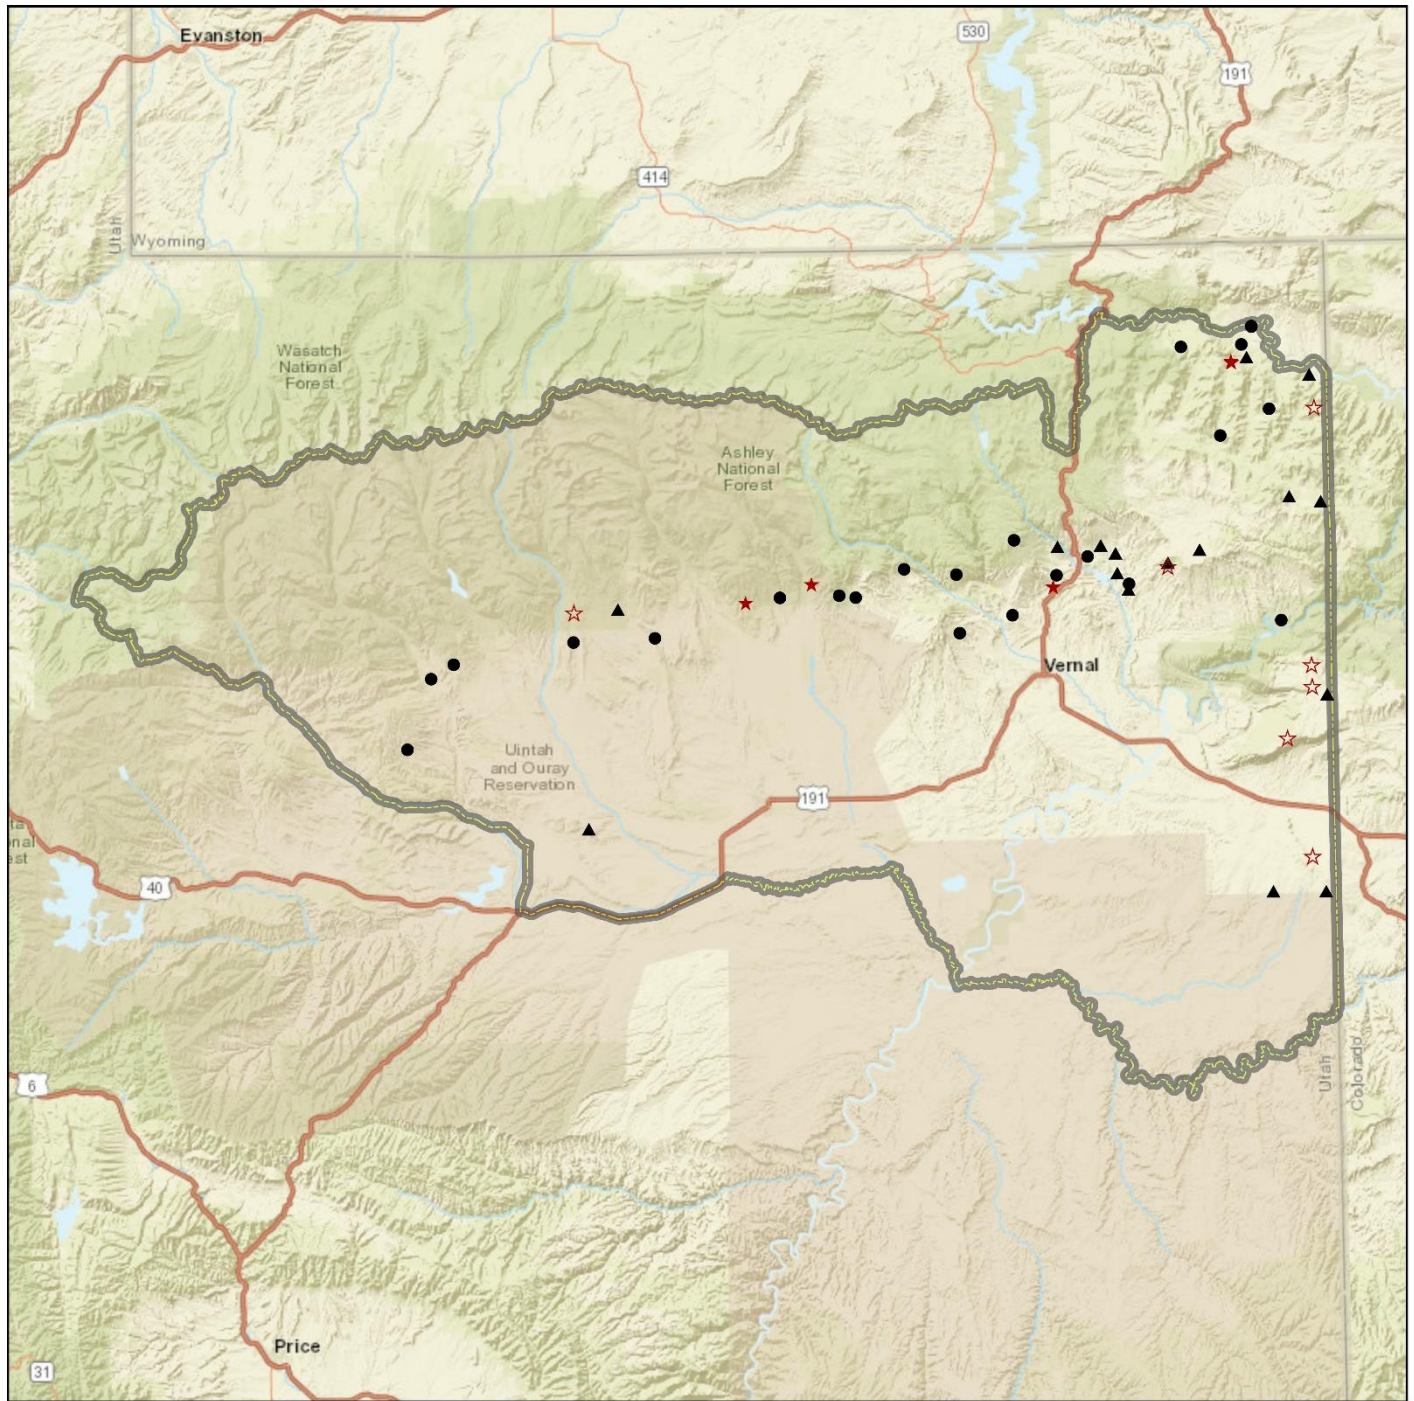 Evanston
530
191
414
Utah
Wyoming
Wasatch
National
Forest
Ashley
National
Forest
Vernal
Uintah
and Ouray
Reservation
191
40
6
Utah
Colorado
Price
31